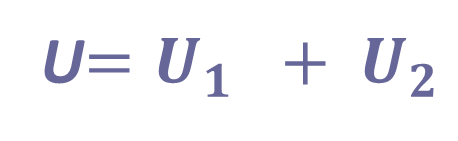 U= U₁ + U₂